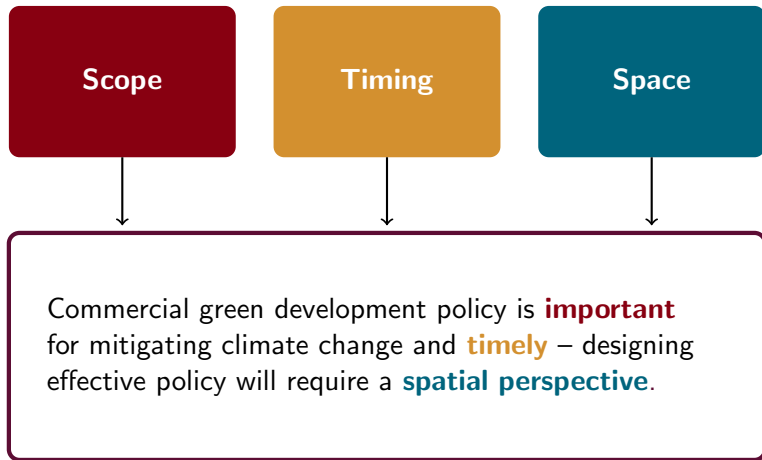 Scope
Timing
Space
Commercial green development policy is important
for mitigating climate change and timely – designing
effective policy will require a spatial perspective.